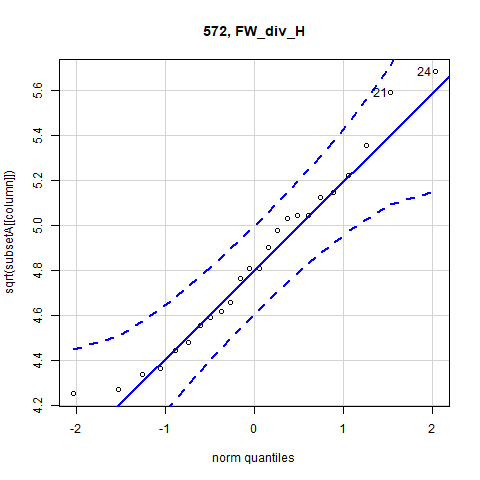 572, FW_div_H
sqrt(subsetA[[column]])
5.6
5.4
5.2
5.0
4.8
4.6
4.4
4.2
24
21
-2 -1 0 1 2
norm quantiles